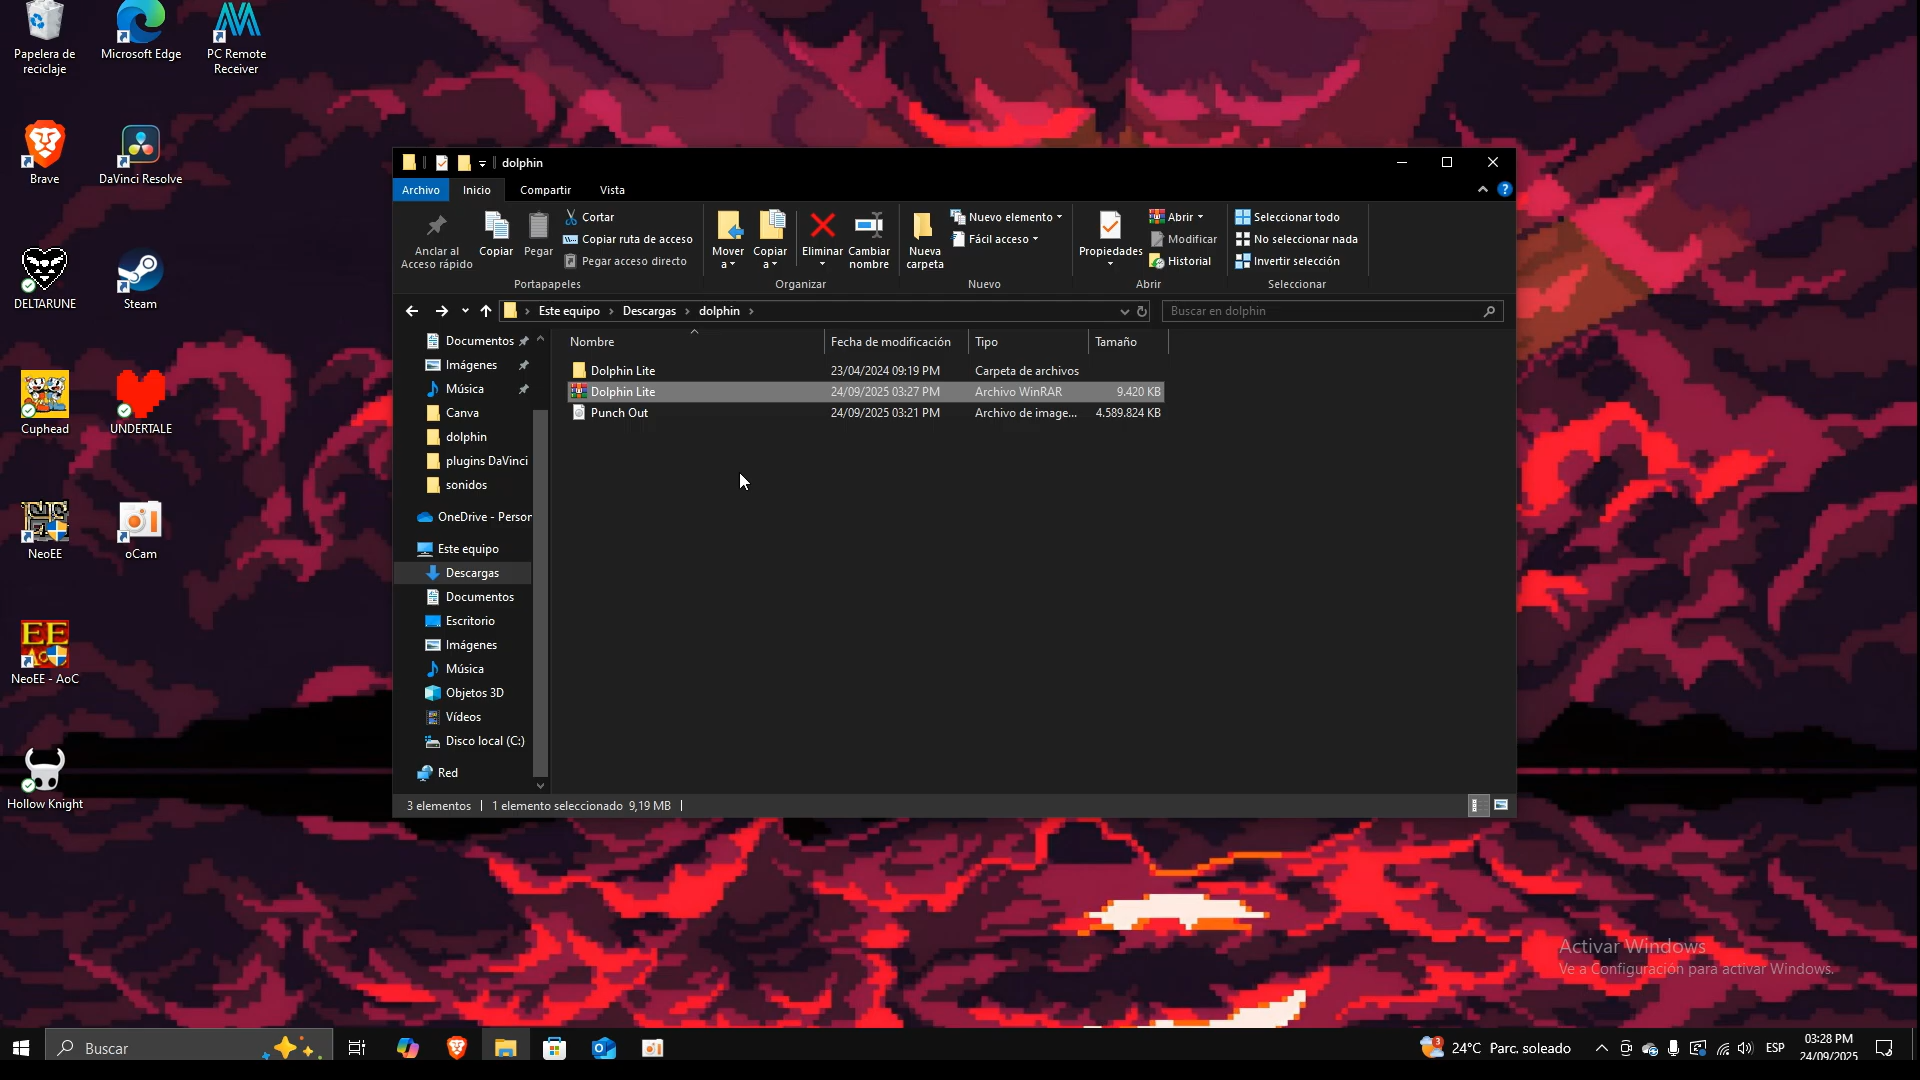 Papelera de
reciclaje
Microsoft Edge
PC Remote
Receiver
Brave
DaVinci Resolve
DELTARUNE
Steam
Cuphead
UNDERTALE
NeoEE
oCam
EE
AoC
NeoEE - AoC
Hollow Knight
dolphin
Archivo
Inicio
Compartir
Vista
?
Anclar al
Acceso rápido
Copiar
Pegar
Cortar
Copiar ruta de acceso
Pegar acceso directo
Portapapeles
Mover
a
Copiar
a
Eliminar
Cambiar
nombre
Organizar
Nueva
carpeta
Nuevo elemento
Fácil acceso
Nuevo
Propiedades
Abrir
Modificar
Historial
Abrir
Seleccionar todo
No seleccionar nada
Invertir selección
Seleccionar
Este equipo > Descargas > dolphin >
Buscar en dolphin
Nombre Fecha de modificación Tipo Tamaño
Dolphin Lite 23/04/2024 09:19 PM Carpeta de archivos
Dolphin Lite 24/09/2025 03:27 PM Archivo WinRAR 9.420 KB
Punch Out 24/09/2025 03:21 PM Archivo de image... 4.589.824 KB
Documentos
Imágenes
Música
Canva
dolphin
plugins DaVinci
sonidos
OneDrive - Person
Este equipo
Descargas
Documentos
Escritorio
Imágenes
Música
Objetos 3D
Vídeos
Disco local (C:)
Red
3 elementos 1 elemento seleccionado 9,19 MB
Activar Windows
Ve a Configuración para activar Windows.
Buscar
3
24°C Parc. soleado
ESP
03:28 PM
24/09/2025